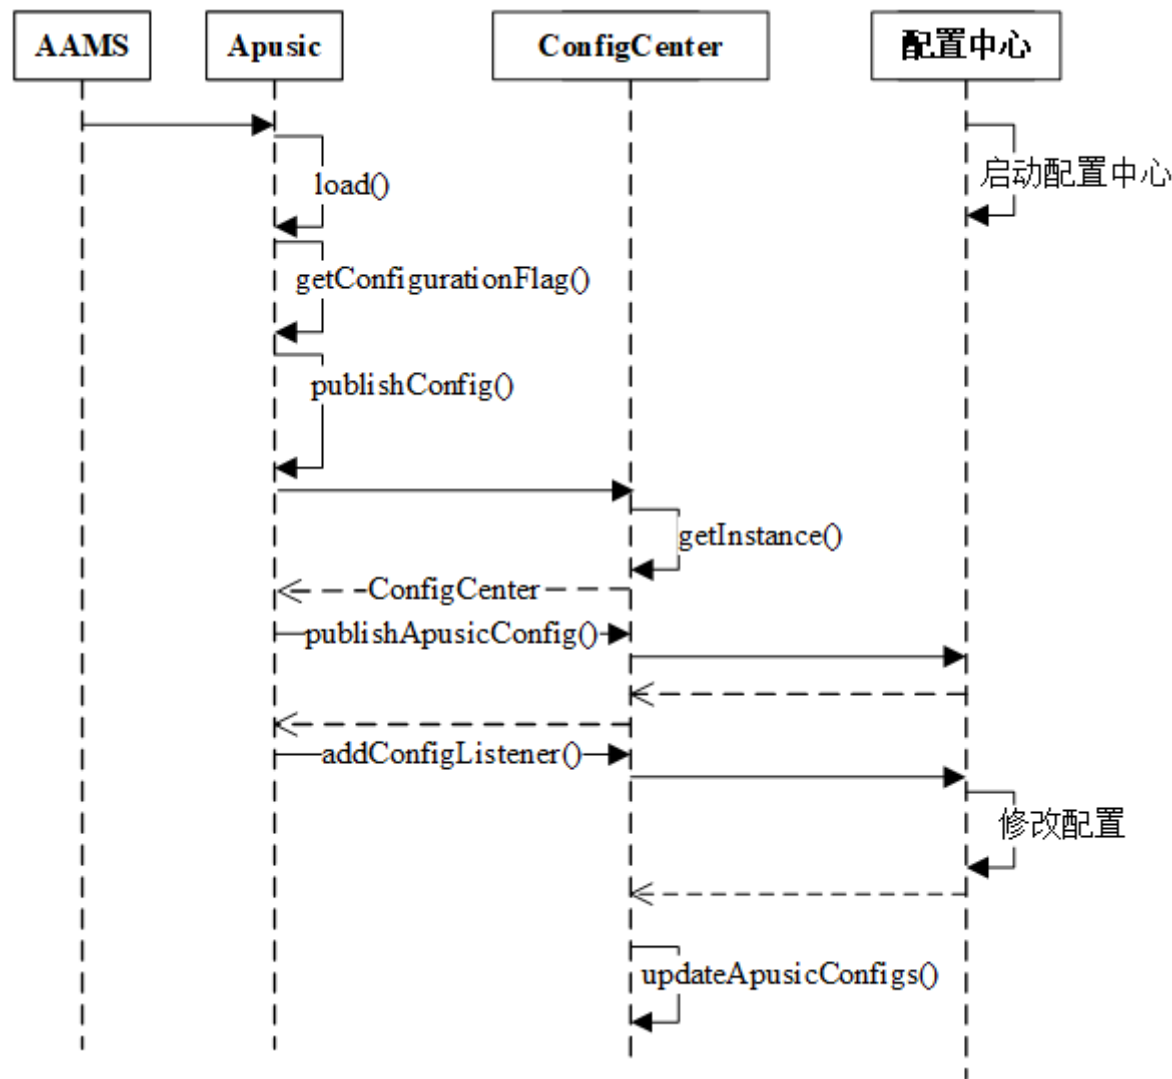 AAMS
Apusic
ConfigCenter
配置中心
启动配置中心
load()
getConfigurationFlag()
publishConfig()
getInstance()
ConfigCenter
publishApusicConfig()
addConfigListener()
修改配置
updateApusicConfigs()